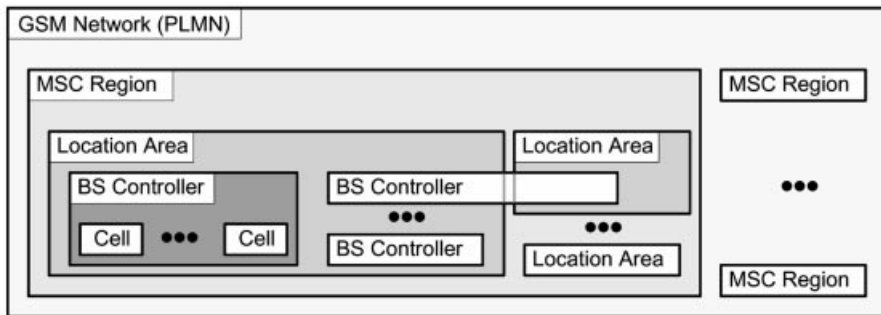 GSM Network (PLMN)
MSC Region
MSC Region
Location Area
Location Area
BS Controller
BS Controller
Cell
Cell
BS Controller
Location Area
MSC Region